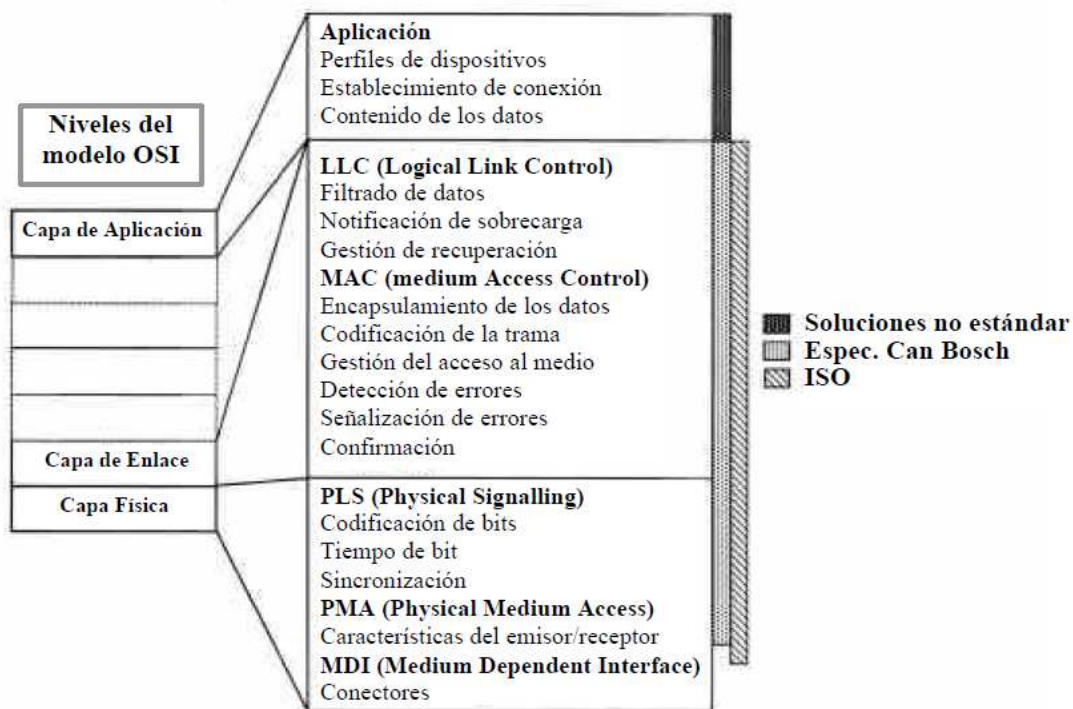 Niveles del
modelo OSI
Capa de Aplicación
Capa de Enlace
Capa Física
Aplicación
Perfiles de dispositivos
Establecimiento de conexión
Contenido de los datos
LLC (Logical Link Control)
Filtrado de datos
Notificación de sobrecarga
Gestión de recuperación
MAC (medium Access Control)
Encapsulamiento de los datos
Codificación de la trama
Gestión del acceso al medio
Detección de errores
Señalización de errores
Confirmación
PLS (Physical Signalling)
Codificación de bits
Tiempo de bit
Sincronización
PMA (Physical Medium Access)
Características del emisor/receptor
MDI (Medium Dependent Interface)
Conectores
Soluciones no estándar
Espec. Can Bosch
ISO